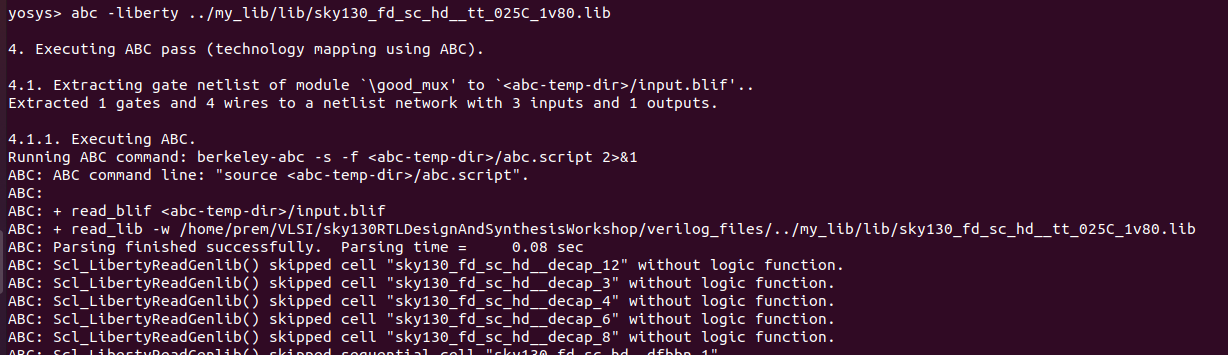 yosys> abc -liberty ../my_lib/lib/sky130_fd_sc_hd__tt_025C_1v80.lib
4. Executing ABC pass (technology mapping using ABC).
4.1. Extracting gate netlist of module `\good_mux' to `<abc-temp-dir>/input.blif'..
Extracted 1 gates and 4 wires to a netlist network with 3 inputs and 1 outputs.
4.1.1. Executing ABC.
Running ABC command: berkeley-abc -s -f <abc-temp-dir>/abc.script 2>&1
ABC: ABC command line: "source <abc-temp-dir>/abc.script".
ABC:
ABC: + read_blif <abc-temp-dir>/input.blif
ABC: + read_lib -w /home/prem/VLSI/sky130RTLDesignAndSynthesisWorkshop/verilog_files/../my_lib/lib/sky130_fd_sc_hd__tt_025C_1v80.lib
ABC: Parsing finished successfully.  Parsing time =     0.08 sec
ABC: Scl_LibertyReadGenlib() skipped cell "sky130_fd_sc_hd__decap_12" without logic function.
ABC: Scl_LibertyReadGenlib() skipped cell "sky130_fd_sc_hd__decap_3" without logic function.
ABC: Scl_LibertyReadGenlib() skipped cell "sky130_fd_sc_hd__decap_4" without logic function.
ABC: Scl_LibertyReadGenlib() skipped cell "sky130_fd_sc_hd__decap_6" without logic function.
ABC: Scl_LibertyReadGenlib() skipped cell "sky130_fd_sc_hd__decap_8" without logic function.
ABC: Scl_LibertyReadGenlib() skipped sequential cell "sky130_fd_sc_hd__dfbbn_1"